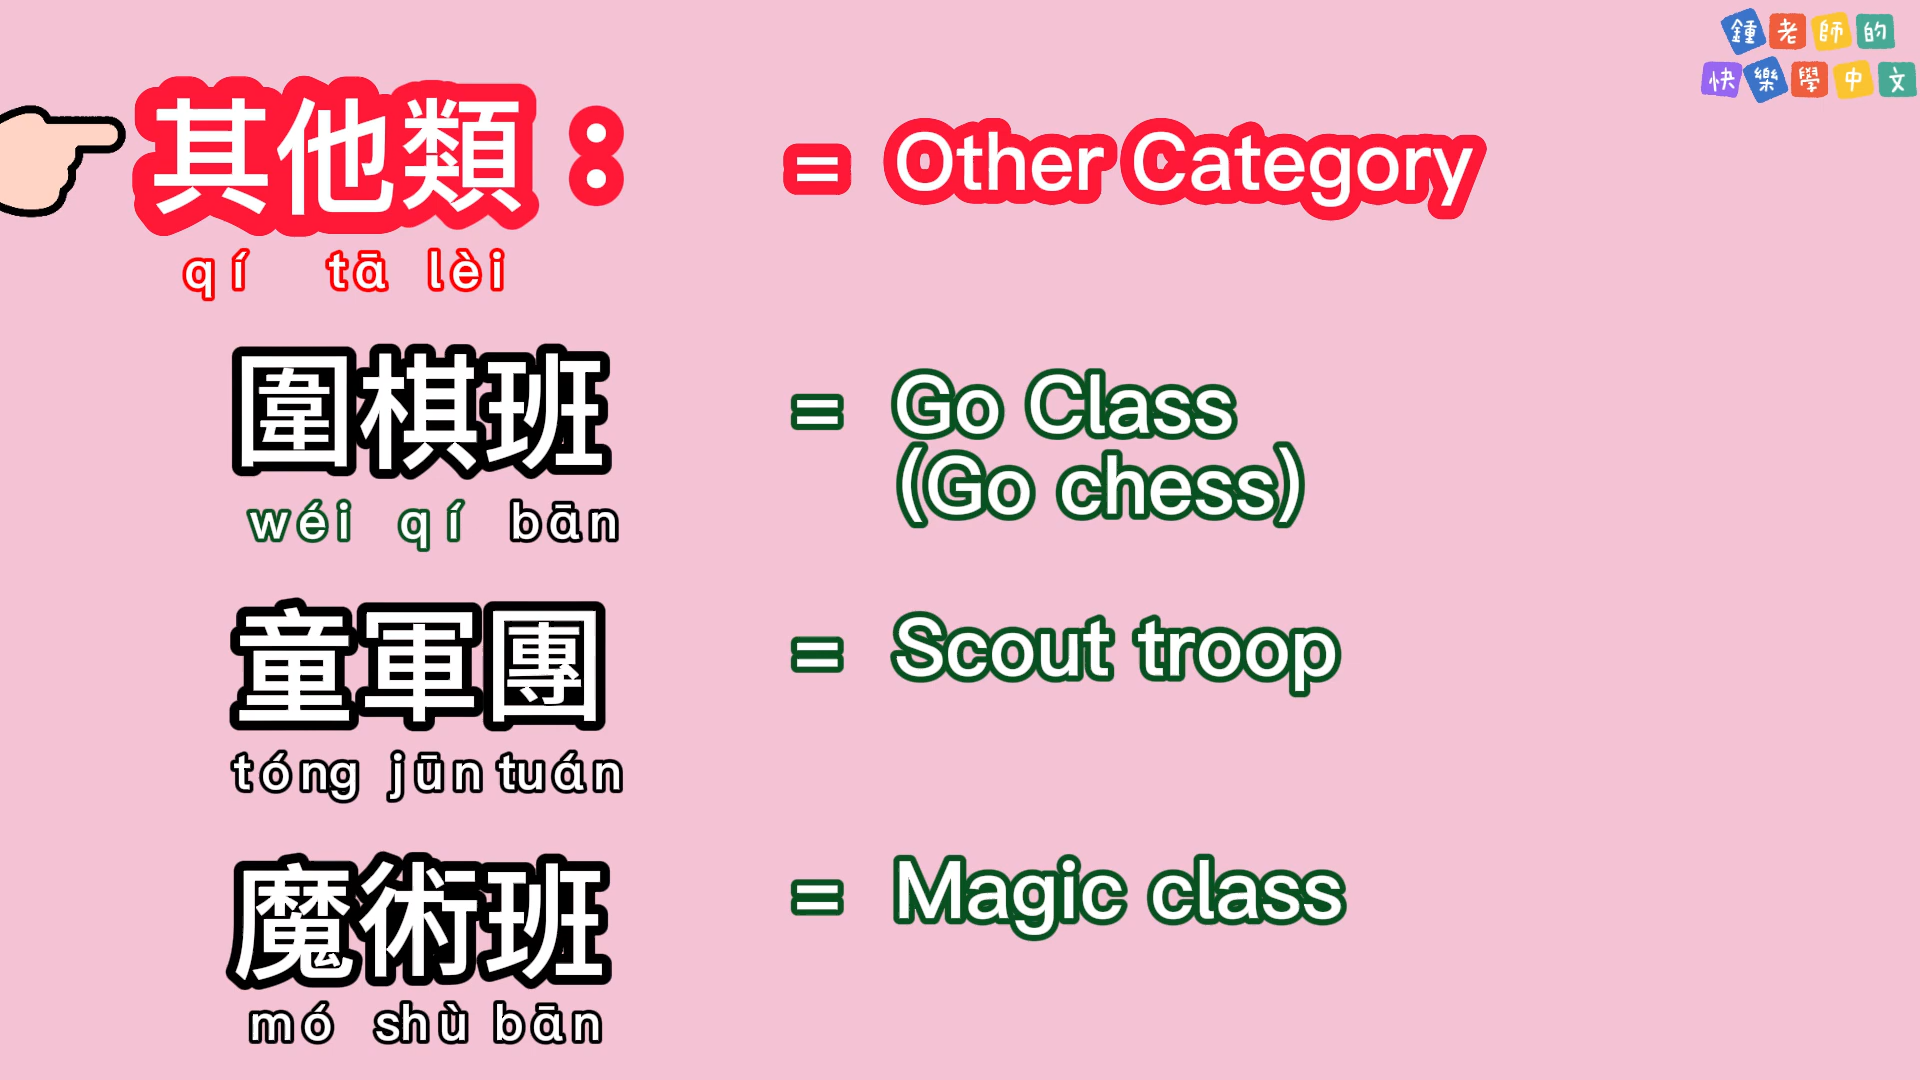 鍾老師的
快樂學中文
其他類： = Other Category
qí tā lèi
圍棋班 = Go Class
(Go chess)
wéi qí bān
童軍團 = Scout troop
tóng jūn tuán
魔術班 = Magic class
mó shù bān